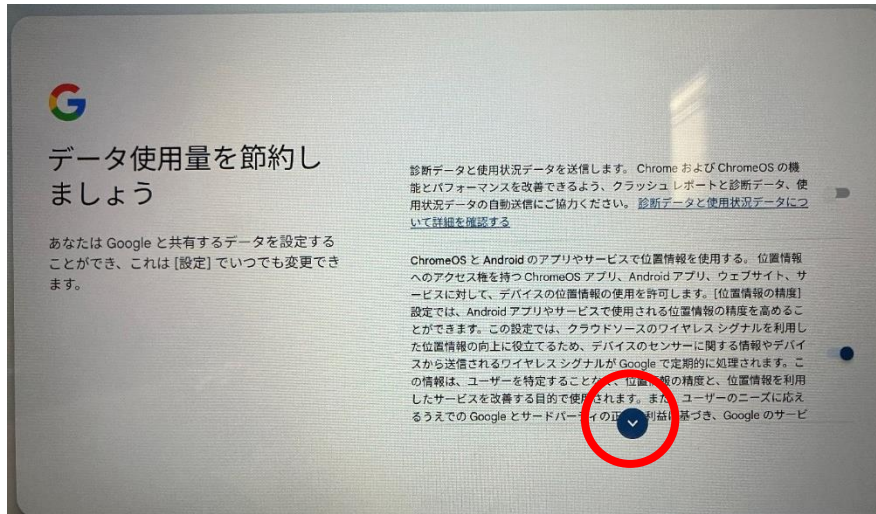 データ使用量を節約し
ましょう
あなたは Google と共有するデータを設定する
ことができ、これは [設定] でいつでも変更でき
ます。
診断データと使用状況データを送信します。 Chrome および ChromeOS の機
能とパフォーマンスを改善できるよう、クラッシュ レポートと診断データ、使
用状況データの自動送信にご協力ください。 診断データと使用状況データにつ
いて詳細を確認する
ChromeOS と Android のアプリやサービスで位置情報を使用する。 位置情報
へのアクセス権を持つ ChromeOS アプリ、Android アプリ、ウェブサイト、サ
ービスに対して、デバイスの位置情報の使用を許可します。[位置情報の精度]
設定では、Android アプリやサービスで使用される位置情報の精度を高めるこ
とができます。この設定では、クラウドソースのワイヤレス シグナルを利用し
た位置情報の向上に役立てるため、デバイスのセンサーに関する情報やデバイ
スから送信されるワイヤレス シグナルが Google で定期的に処理されます。こ
の情報は、ユーザーを特定することなく、位置情報の精度と、位置情報を利用
したサービスを改善する目的で使用されます。また、ユーザーのニーズに応え
るうえでの Google とサードパーティの正 利益に基づき、Google のサービ